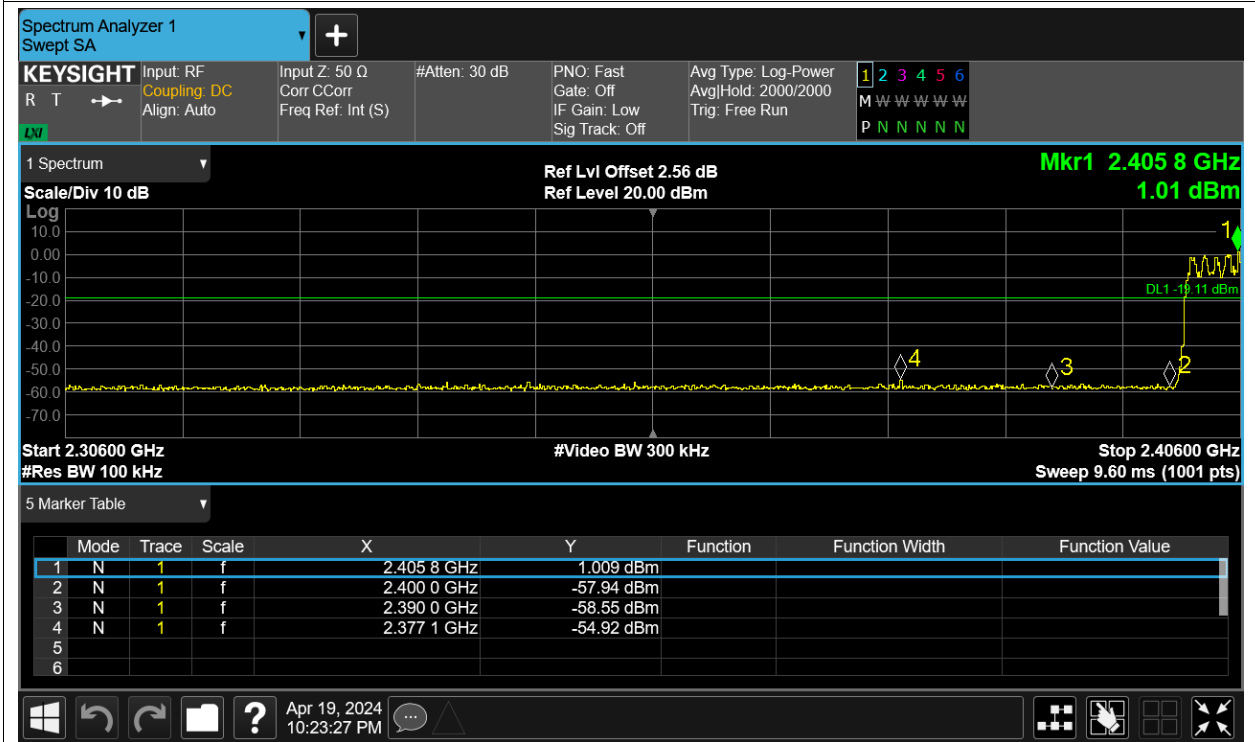 Spectrum Analyzer 1
Swept SA
+
KEYSIGHT Input: RF Input Z: 50 Ω #Atten: 30 dB PNO: Fast Avg Type: Log-Power 1 2 3 4 5 6
R T Coupling: DC Corr CCorr Gate: Off Avg|Hold: 2000/2000 M W W W W W
Align: Auto Freq Ref: Int (S) IF Gain: Low Trig: Free Run
LXI Sig Track: Off P N N N N N
1 Spectrum Ref Lvl Offset 2.56 dB Mkr1 2.405 8 GHz
Scale/Div 10 dB Ref Level 20.00 dBm 1.01 dBm
Log
10.0 1
0.00
-10.0
DL1 -19.11 dBm
-20.0
-30.0
-40.0
-50.0 4 3 2
-60.0
-70.0
Start 2.30600 GHz #Video BW 300 kHz Stop 2.40600 GHz
#Res BW 100 kHz Sweep 9.60 ms (1001 pts)
5 Marker Table
Mode Trace Scale X Y Function Function Width Function Value
1 N 1 f 2.405 8 GHz 1.009 dBm
2 N 1 f 2.400 0 GHz -57.94 dBm
3 N 1 f 2.390 0 GHz -58.55 dBm
4 N 1 f 2.377 1 GHz -54.92 dBm
5
6
? Apr 19, 2024
10:23:27 PM